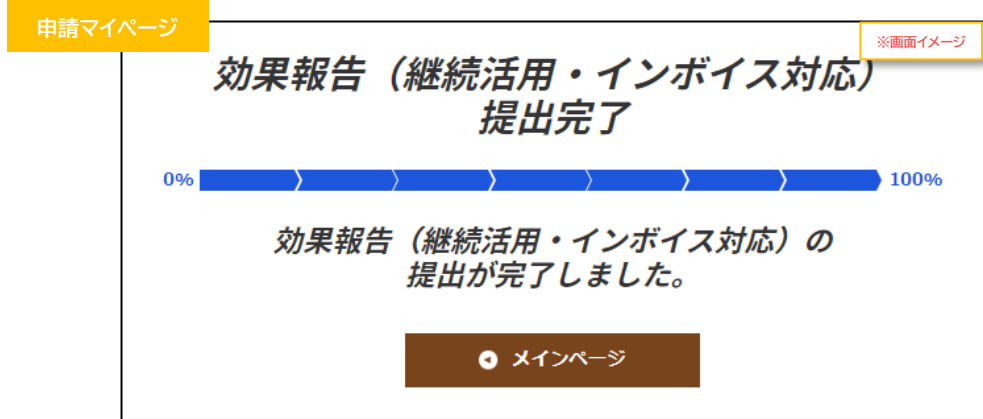 申請マイページ
※画面イメージ
効果報告（継続活用・インボイス対応）
提出完了
0% 100%
効果報告（継続活用・インボイス対応）の
提出が完了しました。
メインページ